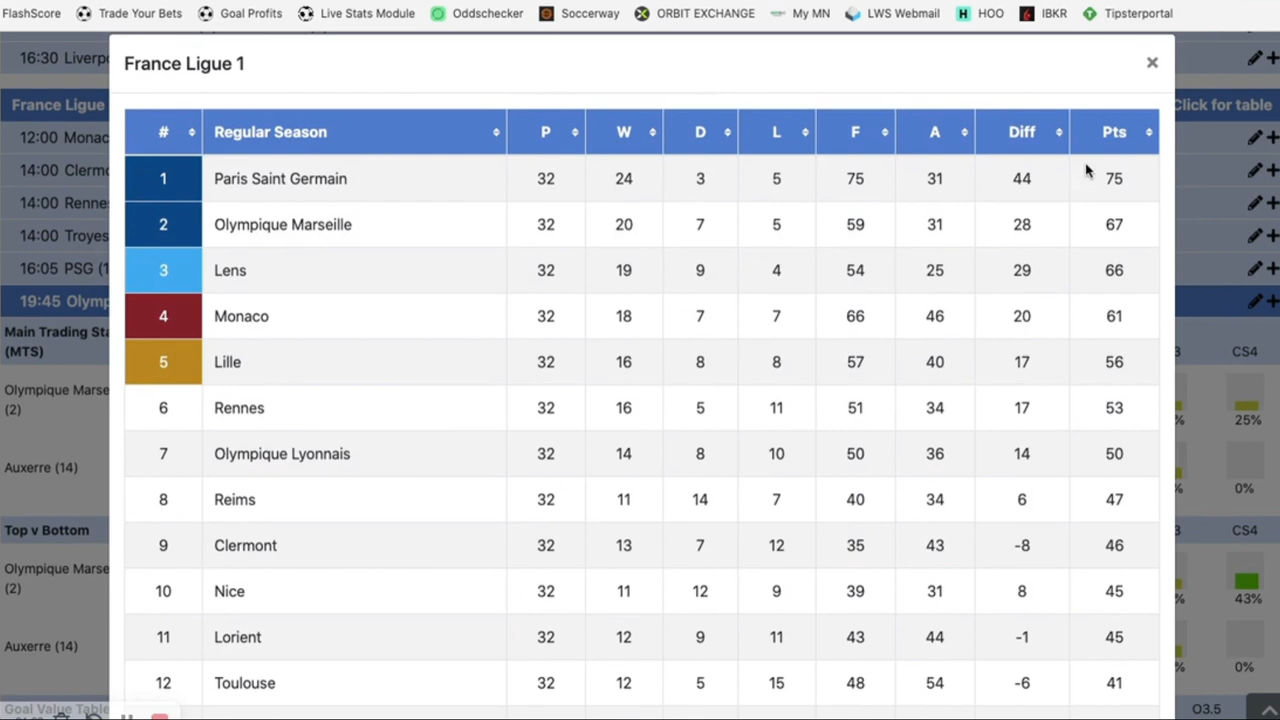 FlashScore Trade Your Bets Goal Profits Live Stats Module Oddschecker Soccerway ORBIT EXCHANGE My MN LWS Webmail HOO IBKR Tipsterportal
16:30 Liverp
France Ligue 1 ×
France Ligue Click for table
# Regular Season P W D L F A Diff Pts
12:00 Monac
1 Paris Saint Germain 32 24 3 5 75 31 44 75
14:00 Clerm
14:00 Renne
2 Olympique Marseille 32 20 7 5 59 31 28 67
14:00 Troyes
16:05 PSG (1
3 Lens 32 19 9 4 54 25 29 66
19:45 Olymp
4 Monaco 32 18 7 7 66 46 20 61
Main Trading Sta
(MTS) 3 CS4
5 Lille 32 16 8 8 57 40 17 56
Olympique Marse
(2) % 25%
6 Rennes 32 16 5 11 51 34 17 53
7 Olympique Lyonnais 32 14 8 10 50 36 14 50
Auxerre (14) % 0%
8 Reims 32 11 14 7 40 34 6 47
Top v Bottom 3 CS4
9 Clermont 32 13 7 12 35 43 -8 46
Olympique Marse
(2) % 43%
10 Nice 32 11 12 9 39 31 8 45
11 Lorient 32 12 9 11 43 44 -1 45
Auxerre (14) % 0%
12 Toulouse 32 12 5 15 48 54 -6 41
Goal Value Table O3.5